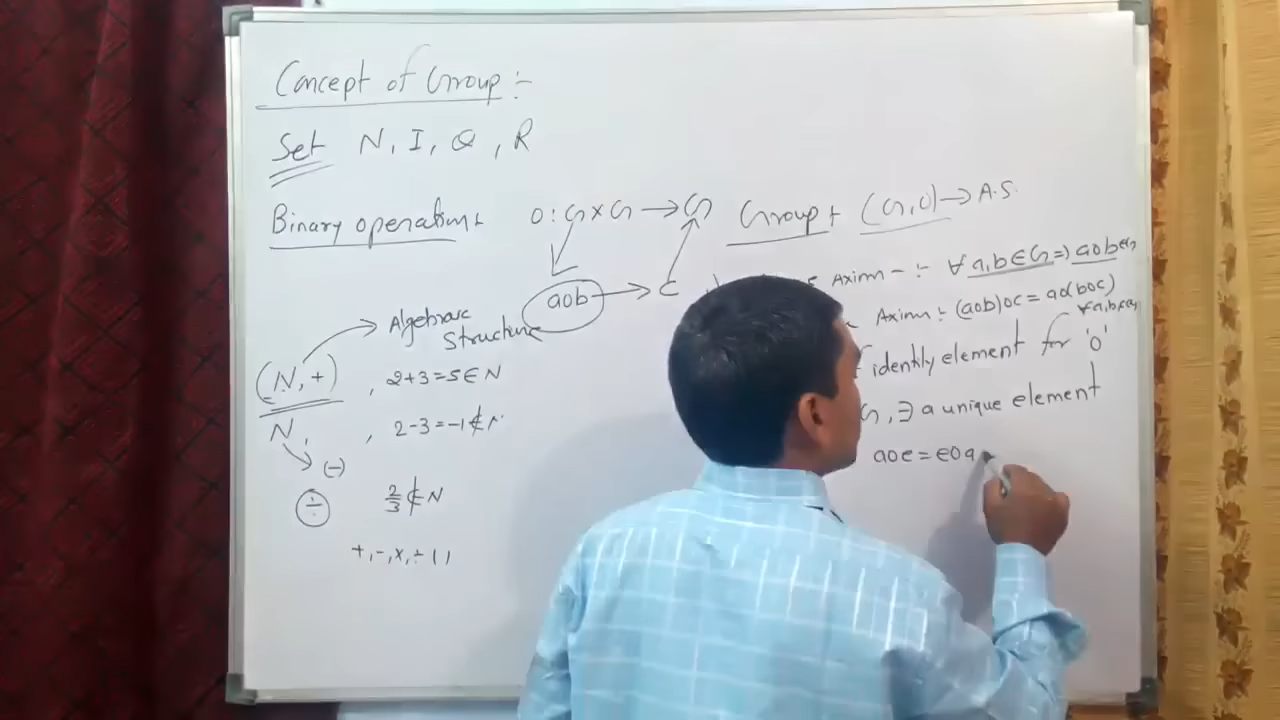 Concept of Group :-
Set N, I, Q, R
Binary operation :- O : G x G → G
aob → c
Algebraic Structure
(N, +) , 2+3=5∈N
N, , 2-3=-1∉N
(-)
÷ 2/3 ∉ N
+, -, x, ÷ ( )
Group :- (G, O) → A.S.
Axiom - :- ∀ a,b∈G ⇒ aob∈G
Axiom :- (aob)oc = ao(boc)
∀ a,b,c∈G
identity element for 'O'
G, ∃ a unique element
aoe = eoa